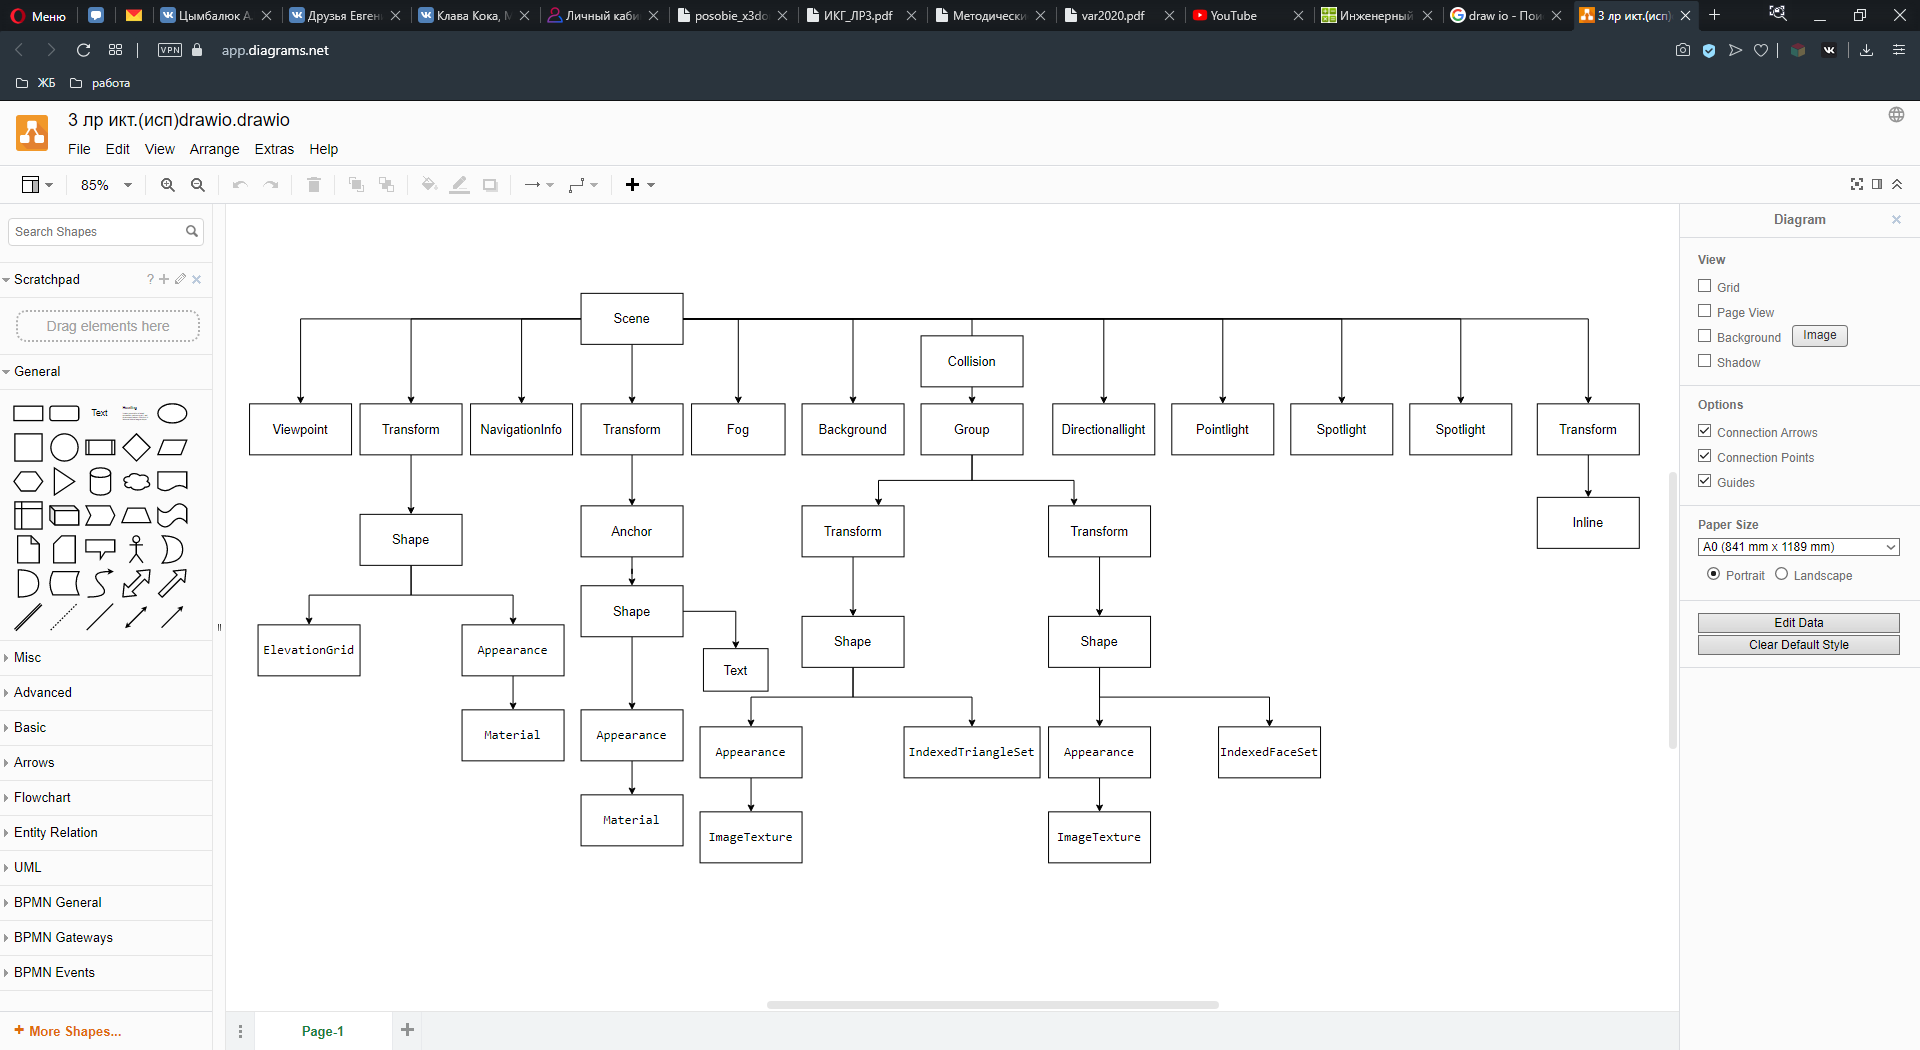 Меню
Цымбалюк А
Друзья Евген
Клава Кока, М
Личный каби
posobie_x3do
ИКГ_ЛР3.pdf
Методически
var2020.pdf
YouTube
Инженерный
draw io - Пои
3 лр икт.(исп)
VPN
app.diagrams.net
ЖБ
работа
3 лр икт.(исп)drawio.drawio
File Edit View Arrange Extras Help
85%
Search Shapes
Scratchpad
?
Drag elements here
General
Text
Misc
Advanced
Basic
Arrows
Flowchart
Entity Relation
UML
BPMN General
BPMN Gateways
BPMN Events
More Shapes...
Scene
Collision
Viewpoint
Transform
NavigationInfo
Transform
Fog
Background
Group
Directionallight
Pointlight
Spotlight
Spotlight
Transform
Shape
Anchor
Transform
Transform
Inline
Shape
Shape
Shape
ElevationGrid
Appearance
Text
Material
Appearance
Appearance
IndexedTriangleSet
Appearance
IndexedFaceSet
Material
ImageTexture
ImageTexture
Page-1
Diagram
View
Grid
Page View
Background
Image
Shadow
Options
Connection Arrows
Connection Points
Guides
Paper Size
A0 (841 mm x 1189 mm)
Portrait
Landscape
Edit Data
Clear Default Style